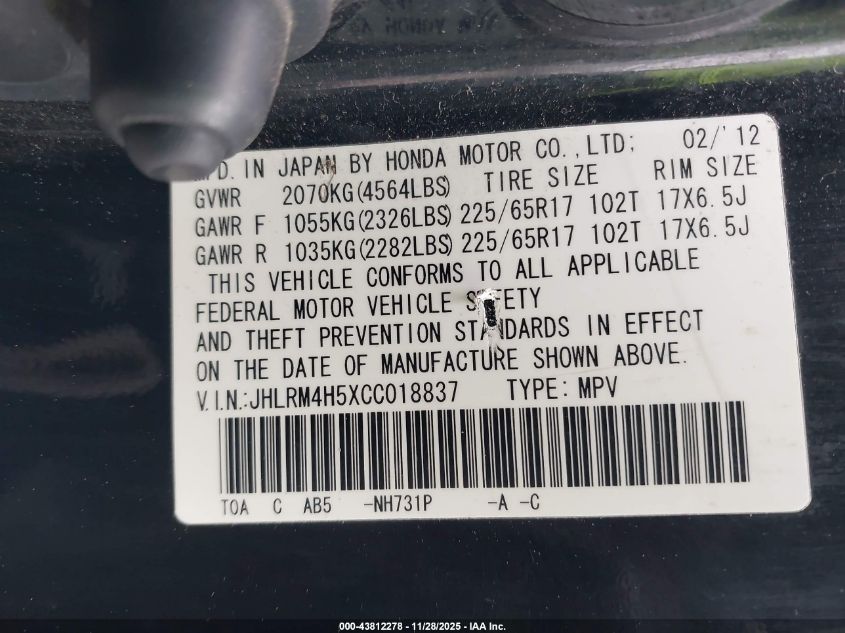 MFD. IN JAPAN BY HONDA MOTOR CO.,LTD; 02/'12
GVWR 2070KG(4564LBS) TIRE SIZE RIM SIZE
GAWR F 1055KG(2326LBS) 225/65R17 102T 17X6.5J
GAWR R 1035KG(2282LBS) 225/65R17 102T 17X6.5J
THIS VEHICLE CONFORMS TO ALL APPLICABLE
FEDERAL MOTOR VEHICLE SAFETY
AND THEFT PREVENTION STANDARDS IN EFFECT
ON THE DATE OF MANUFACTURE SHOWN ABOVE.
V.I.N.:JHLRM4H5XCC018837 TYPE: MPV
TOA C AB5 -NH731P -A -C
000-43812278 - 11/28/2025 - IAA Inc.